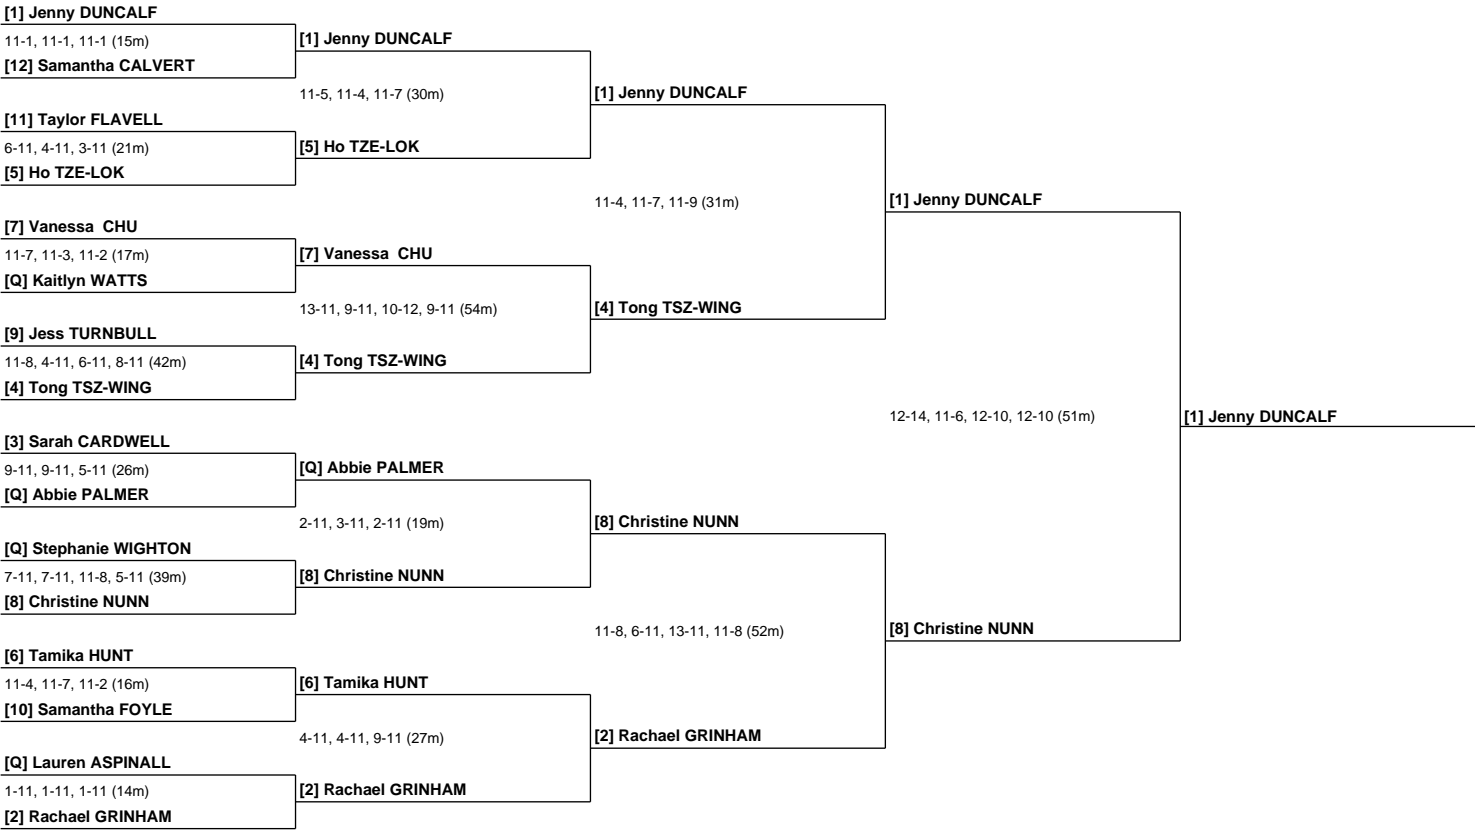 [1] Jenny DUNCALF
11-1, 11-1, 11-1 (15m)
[12] Samantha CALVERT
[11] Taylor FLAVELL
6-11, 4-11, 3-11 (21m)
[5] Ho TZE-LOK
[7] Vanessa  CHU
11-7, 11-3, 11-2 (17m)
[Q] Kaitlyn WATTS
[9] Jess TURNBULL
11-8, 4-11, 6-11, 8-11 (42m)
[4] Tong TSZ-WING
[3] Sarah CARDWELL
9-11, 9-11, 5-11 (26m)
[Q] Abbie PALMER
[Q] Stephanie WIGHTON
7-11, 7-11, 11-8, 5-11 (39m)
[8] Christine NUNN
[6] Tamika HUNT
11-4, 11-7, 11-2 (16m)
[10] Samantha FOYLE
[Q] Lauren ASPINALL
1-11, 1-11, 1-11 (14m)
[2] Rachael GRINHAM
[1] Jenny DUNCALF
11-5, 11-4, 11-7 (30m)
[5] Ho TZE-LOK
[7] Vanessa  CHU
13-11, 9-11, 10-12, 9-11 (54m)
[4] Tong TSZ-WING
[Q] Abbie PALMER
2-11, 3-11, 2-11 (19m)
[8] Christine NUNN
[6] Tamika HUNT
4-11, 4-11, 9-11 (27m)
[2] Rachael GRINHAM
[1] Jenny DUNCALF
11-4, 11-7, 11-9 (31m)
[4] Tong TSZ-WING
[8] Christine NUNN
11-8, 6-11, 13-11, 11-8 (52m)
[2] Rachael GRINHAM
[1] Jenny DUNCALF
12-14, 11-6, 12-10, 12-10 (51m)
[8] Christine NUNN
[1] Jenny DUNCALF